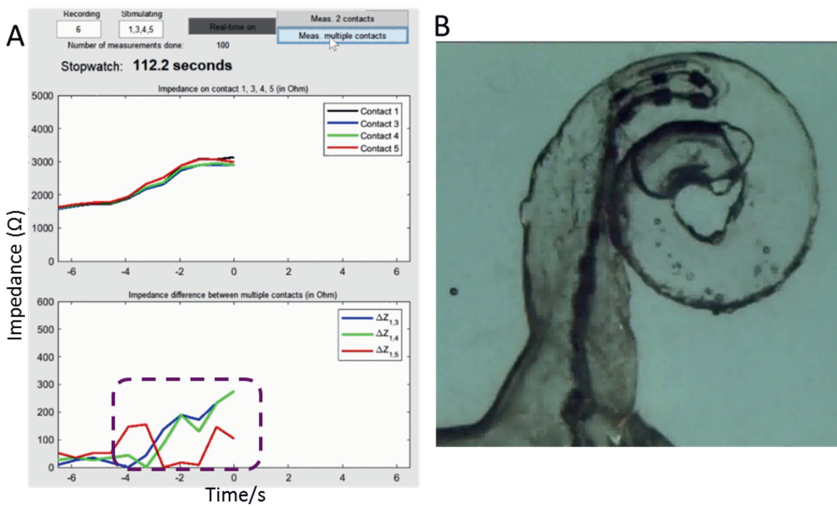 A
Recording
Stimulating
6
1,3,4,5
Real-time on
Meas. 2 contacts
Meas. multiple contacts
Number of measurements done: 100
Stopwatch: 112.2 seconds
Impedance on contact 1, 3, 4, 5 (in Ohm)
5000
4000
3000
2000
1000
0
Contact 1
Contact 3
Contact 4
Contact 5
-6 -4 -2 0 2 4 6
Impedance (Ω)
Impedance difference between multiple contacts (in Ohm)
600
500
400
300
200
100
0
ΔZ1,3
ΔZ1,4
ΔZ1,5
-6 -4 -2 0 2 4 6
Time/s
B